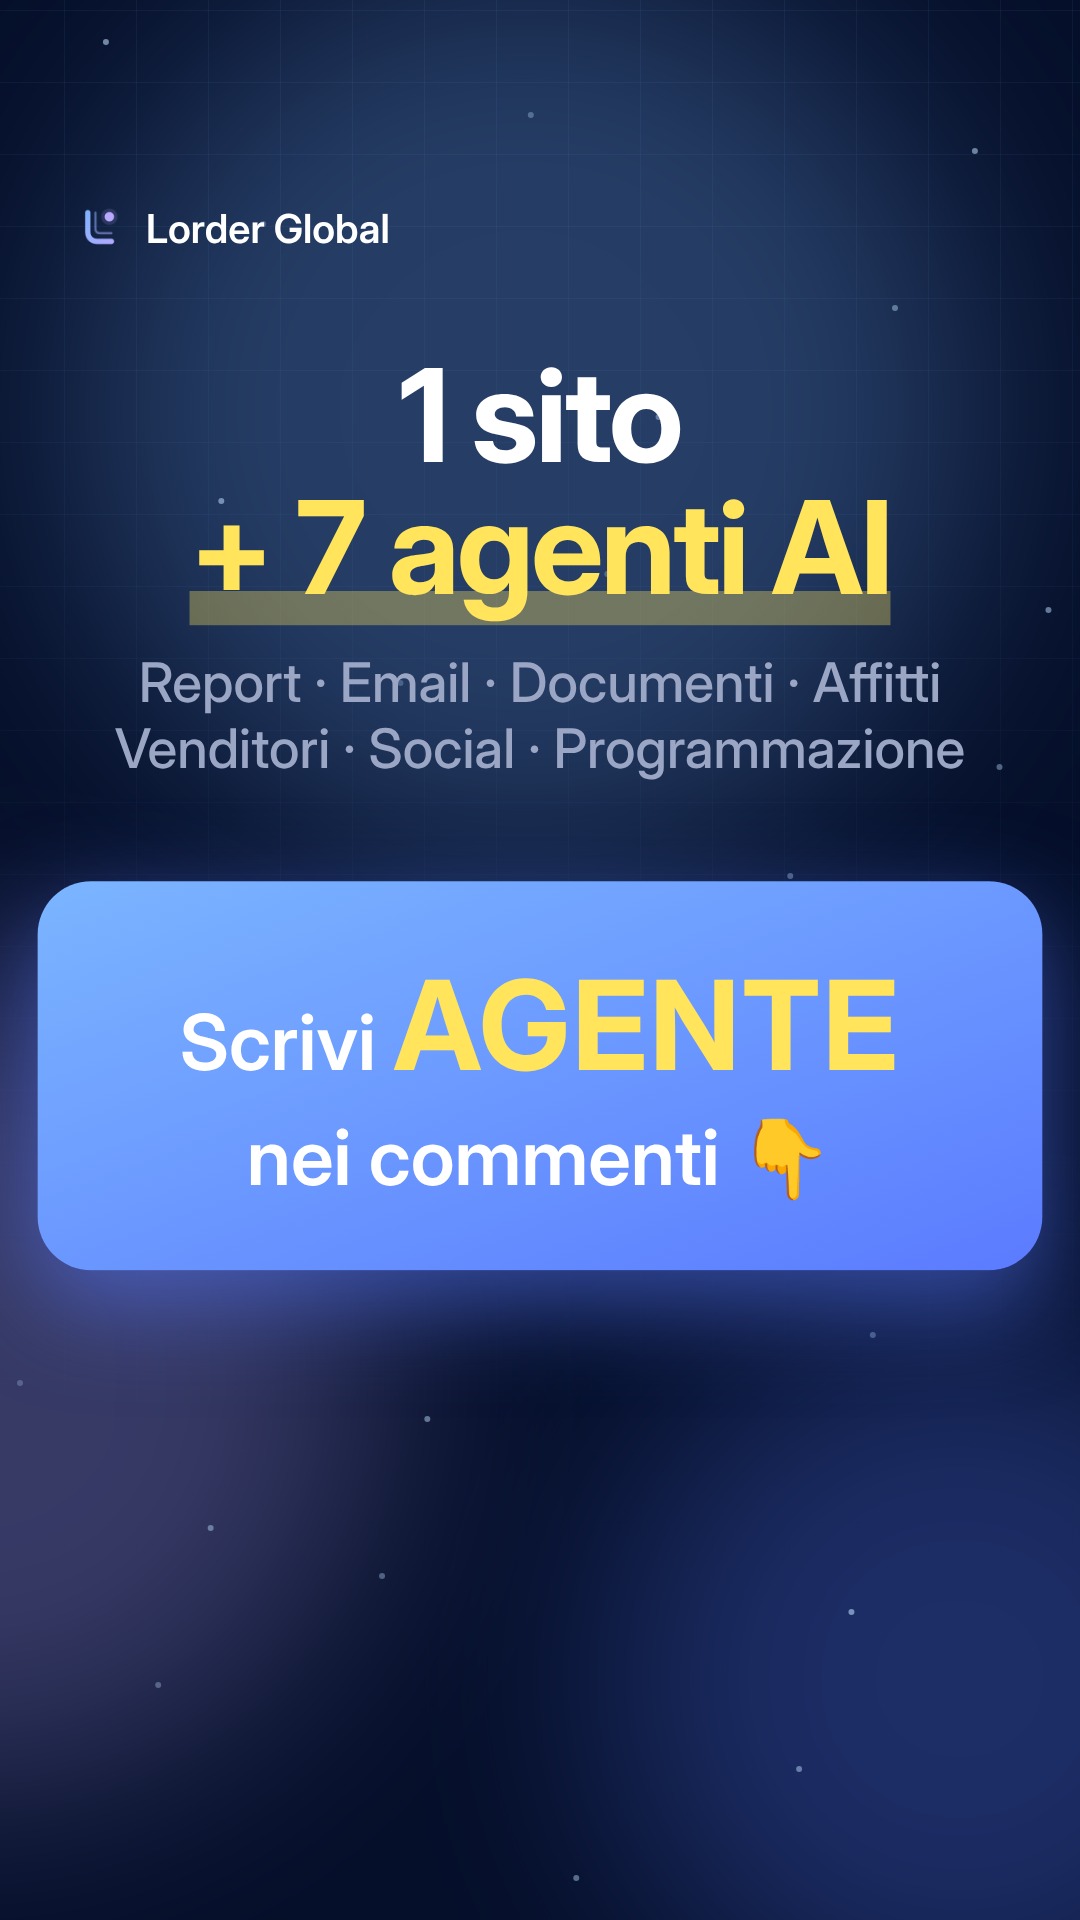 Lorder Global
1 sito
+ 7 agenti AI
Report · Email · Documenti · Affitti
Venditori · Social · Programmazione
Scrivi AGENTE
nei commenti 👇